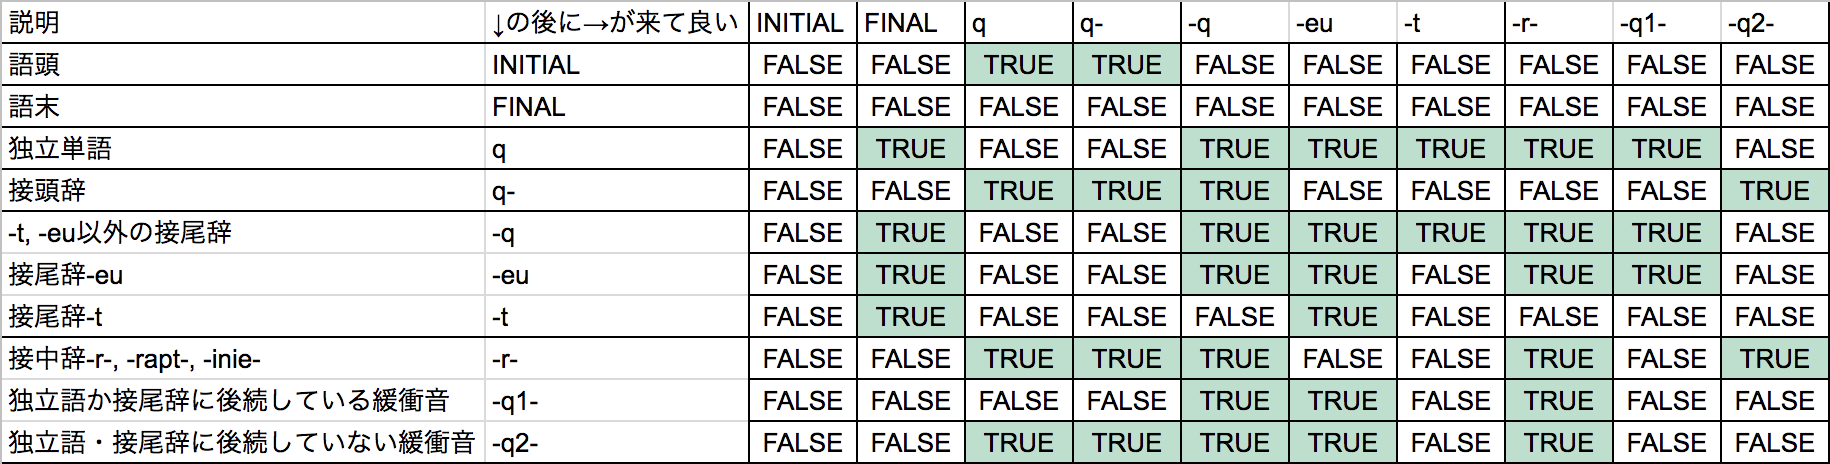 説明 ↓の後に→が来て良い INITIAL FINAL q q- -q -eu -t -r- -q1- -q2-
語頭 INITIAL FALSE FALSE TRUE TRUE FALSE FALSE FALSE FALSE FALSE FALSE
語末 FINAL FALSE FALSE FALSE FALSE FALSE FALSE FALSE FALSE FALSE FALSE
独立単語 q FALSE TRUE FALSE FALSE TRUE TRUE TRUE TRUE TRUE FALSE
接頭辞 q- FALSE FALSE TRUE TRUE TRUE FALSE FALSE FALSE FALSE TRUE
-t, -eu以外の接尾辞 -q FALSE TRUE FALSE FALSE TRUE TRUE TRUE TRUE TRUE FALSE
接尾辞-eu -eu FALSE TRUE FALSE FALSE TRUE TRUE FALSE TRUE TRUE FALSE
接尾辞-t -t FALSE TRUE FALSE FALSE FALSE TRUE FALSE FALSE FALSE FALSE
接中辞-r-, -rapt-, -inie- -r- FALSE FALSE TRUE TRUE TRUE FALSE FALSE TRUE FALSE TRUE
独立語か接尾辞に後続している緩衝音 -q1- FALSE FALSE FALSE FALSE TRUE TRUE FALSE TRUE FALSE FALSE
独立語・接尾辞に後続していない緩衝音 -q2- FALSE FALSE TRUE TRUE TRUE TRUE FALSE TRUE FALSE FALSE